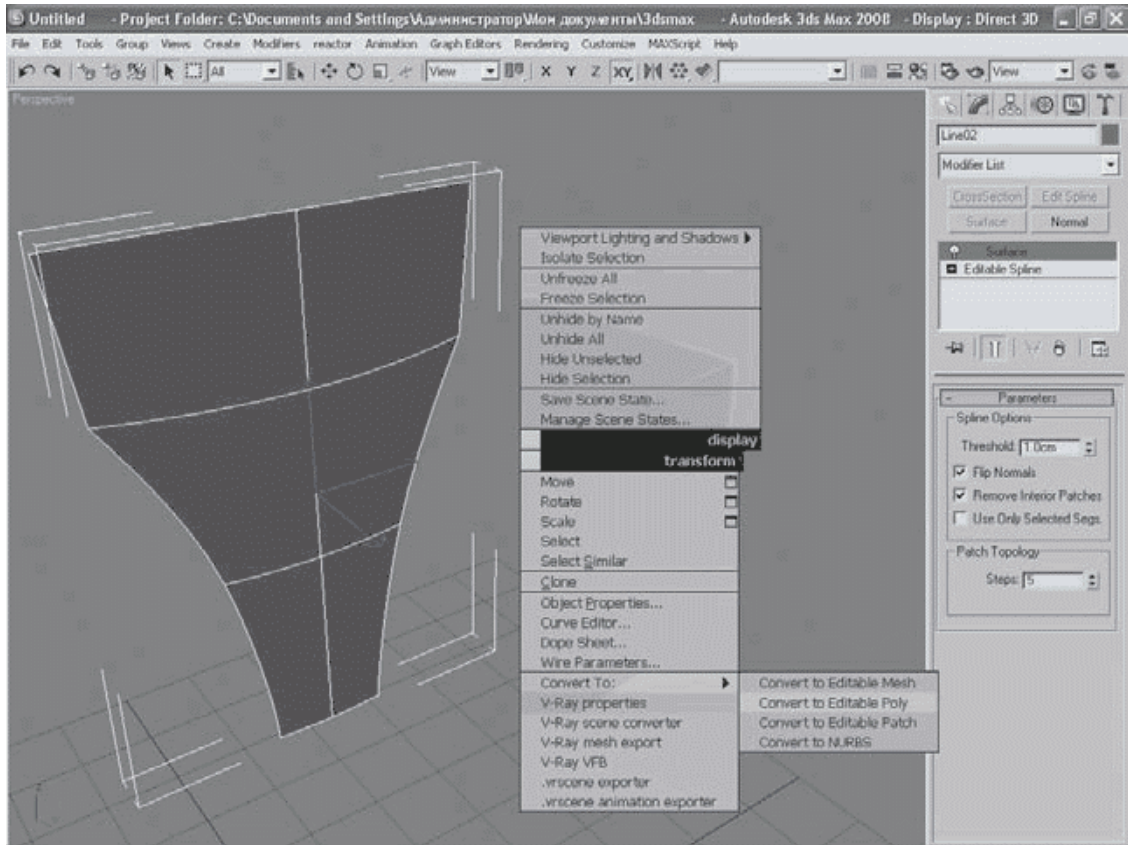 Untitled - Project Folder: C:\Documents and Settings\Администратор\Мои документы\3dsmax - Autodesk 3ds Max 2008 - Display : Direct 3D
File Edit Tools Group Views Create Modifiers reactor Animation Graph Editors Rendering Customize MAXScript Help
All View X Y Z XY View
Perspective
Line02
Modifier List
CrossSection Edit Spline
Surface Normal
Surface
Editable Spline
Parameters
Spline Options
Threshold: 1.0cm
Flip Normals
Remove Interior Patches
Use Only Selected Segs.
Patch Topology
Steps: 5
Viewport Lighting and Shadows
Isolate Selection
Unfreeze All
Freeze Selection
Unhide by Name
Unhide All
Hide Unselected
Hide Selection
Save Scene State...
Manage Scene States...
display
transform
Move
Rotate
Scale
Select
Select Similar
Clone
Object Properties...
Curve Editor...
Dope Sheet...
Wire Parameters...
Convert To:
V-Ray properties
V-Ray scene converter
V-Ray mesh export
V-Ray VFB
.vrscene exporter
.vrscene animation exporter
Convert to Editable Mesh
Convert to Editable Poly
Convert to Editable Patch
Convert to NURBS